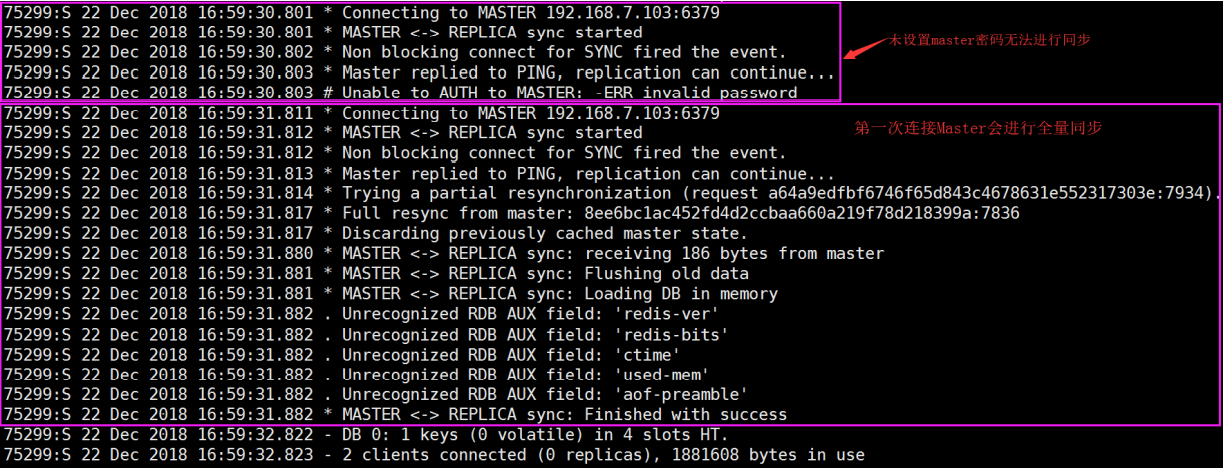 75299:S 22 Dec 2018 16:59:30.801 * Connecting to MASTER 192.168.7.103:6379
75299:S 22 Dec 2018 16:59:30.801 * MASTER <-> REPLICA sync started
75299:S 22 Dec 2018 16:59:30.802 * Non blocking connect for SYNC fired the event.
未设置master密码无法进行同步
75299:S 22 Dec 2018 16:59:30.803 * Master replied to PING, replication can continue...
75299:S 22 Dec 2018 16:59:30.803 # Unable to AUTH to MASTER: -ERR invalid password
75299:S 22 Dec 2018 16:59:31.811 * Connecting to MASTER 192.168.7.103:6379
第一次连接Master会进行全量同步
75299:S 22 Dec 2018 16:59:31.812 * MASTER <-> REPLICA sync started
75299:S 22 Dec 2018 16:59:31.812 * Non blocking connect for SYNC fired the event.
75299:S 22 Dec 2018 16:59:31.813 * Master replied to PING, replication can continue...
75299:S 22 Dec 2018 16:59:31.814 * Trying a partial resynchronization (request a64a9edfbf6746f65d843c4678631e552317303e:7934).
75299:S 22 Dec 2018 16:59:31.817 * Full resync from master: 8ee6bc1ac452fd4d2ccbaa660a219f78d218399a:7836
75299:S 22 Dec 2018 16:59:31.817 * Discarding previously cached master state.
75299:S 22 Dec 2018 16:59:31.880 * MASTER <-> REPLICA sync: receiving 186 bytes from master
75299:S 22 Dec 2018 16:59:31.881 * MASTER <-> REPLICA sync: Flushing old data
75299:S 22 Dec 2018 16:59:31.881 * MASTER <-> REPLICA sync: Loading DB in memory
75299:S 22 Dec 2018 16:59:31.882 . Unrecognized RDB AUX field: 'redis-ver'
75299:S 22 Dec 2018 16:59:31.882 . Unrecognized RDB AUX field: 'redis-bits'
75299:S 22 Dec 2018 16:59:31.882 . Unrecognized RDB AUX field: 'ctime'
75299:S 22 Dec 2018 16:59:31.882 . Unrecognized RDB AUX field: 'used-mem'
75299:S 22 Dec 2018 16:59:31.882 . Unrecognized RDB AUX field: 'aof-preamble'
75299:S 22 Dec 2018 16:59:31.882 * MASTER <-> REPLICA sync: Finished with success
75299:S 22 Dec 2018 16:59:32.822 - DB 0: 1 keys (0 volatile) in 4 slots HT.
75299:S 22 Dec 2018 16:59:32.823 - 2 clients connected (0 replicas), 1881608 bytes in use